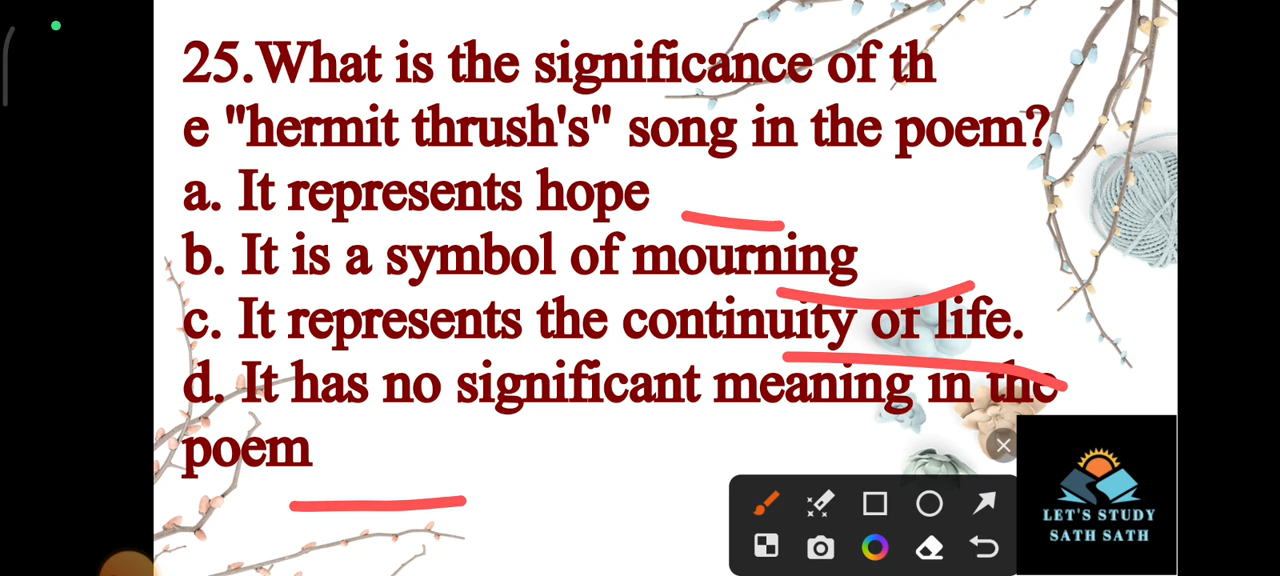 25.What is the significance of th
e "hermit thrush's" song in the poem?
a. It represents hope
b. It is a symbol of mourning
c. It represents the continuity of life.
d. It has no significant meaning in the
poem
LET'S STUDY
SATH SATH